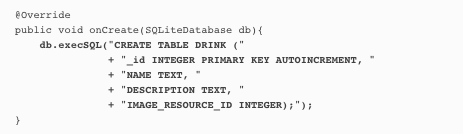 @Override
public void onCreate(SQLiteDatabase db){
db.execSQL("CREATE TABLE DRINK ("
+ "_id INTEGER PRIMARY KEY AUTOINCREMENT, "
+ "NAME TEXT, "
+ "DESCRIPTION TEXT, "
+ "IMAGE_RESOURCE_ID INTEGER);");
}